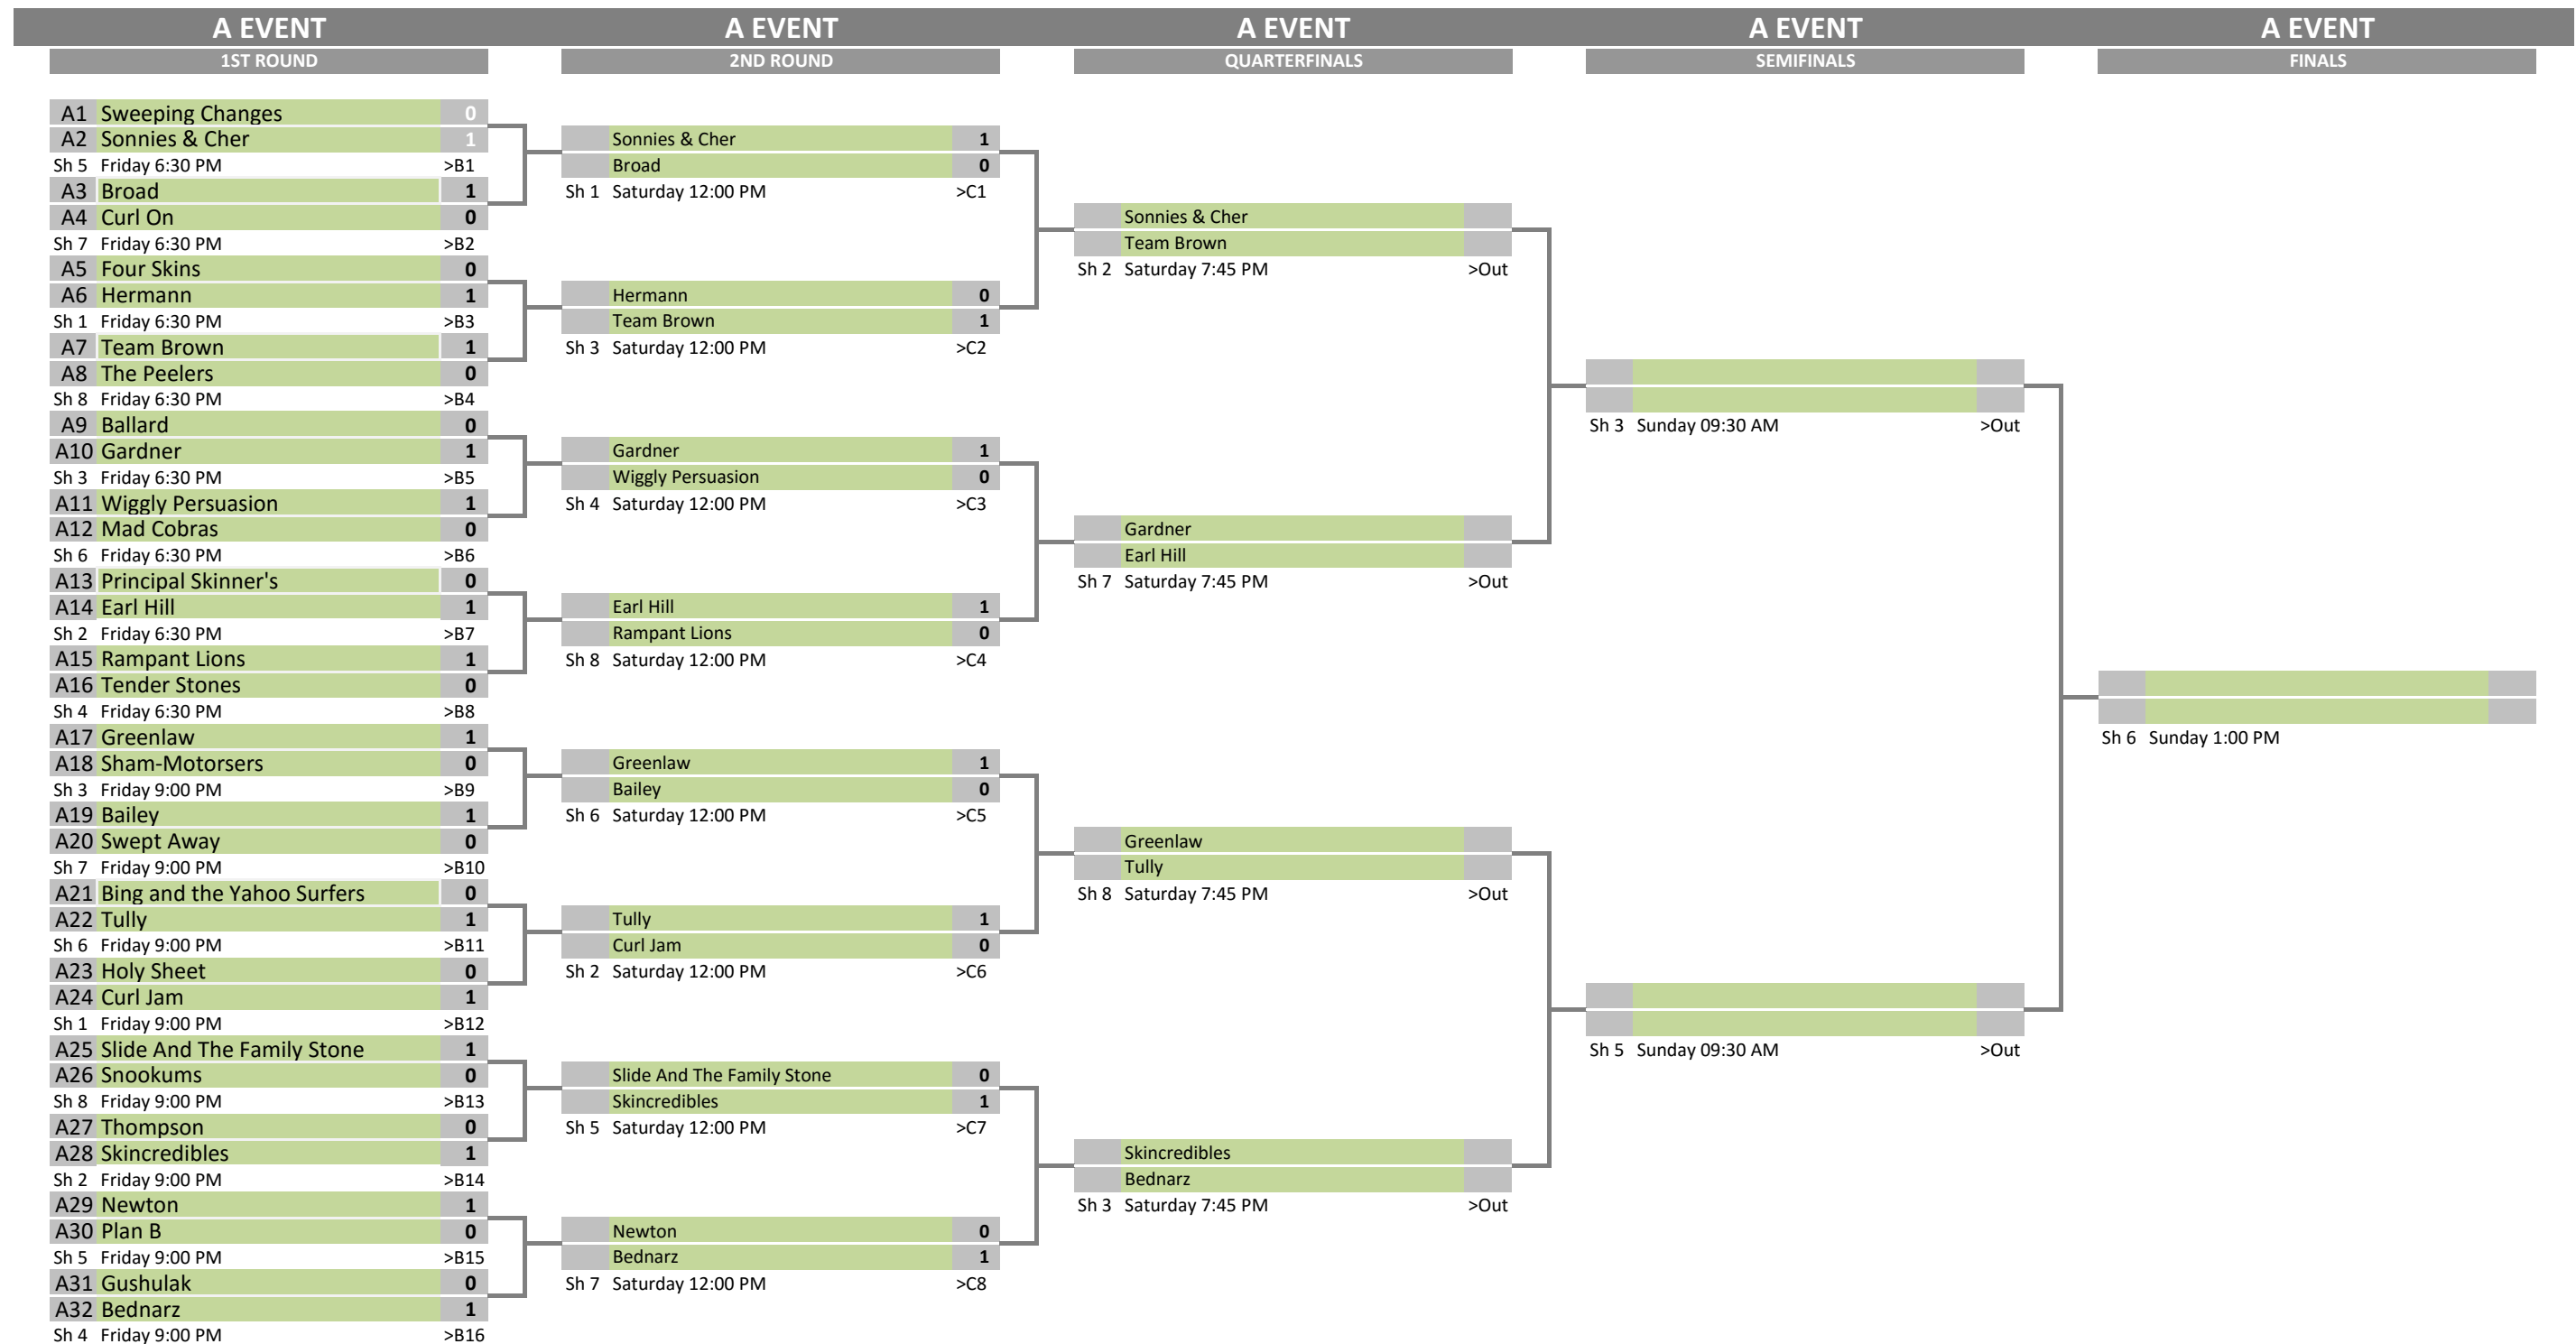 A EVENT A EVENT A EVENT A EVENT A EVENT
1ST ROUND 2ND ROUND QUARTERFINALS SEMIFINALS FINALS
A1 Sweeping Changes 0
A2 Sonnies & Cher 1
Sh 5 Friday 6:30 PM >B1
A3 Broad 1
A4 Curl On 0
Sh 7 Friday 6:30 PM >B2
A5 Four Skins 0
A6 Hermann 1
Sh 1 Friday 6:30 PM >B3
A7 Team Brown 1
A8 The Peelers 0
Sh 8 Friday 6:30 PM >B4
A9 Ballard 0
A10 Gardner 1
Sh 3 Friday 6:30 PM >B5
A11 Wiggly Persuasion 1
A12 Mad Cobras 0
Sh 6 Friday 6:30 PM >B6
A13 Principal Skinner's 0
A14 Earl Hill 1
Sh 2 Friday 6:30 PM >B7
A15 Rampant Lions 1
A16 Tender Stones 0
Sh 4 Friday 6:30 PM >B8
A17 Greenlaw 1
A18 Sham-Motorsers 0
Sh 3 Friday 9:00 PM >B9
A19 Bailey 1
A20 Swept Away 0
Sh 7 Friday 9:00 PM >B10
A21 Bing and the Yahoo Surfers 0
A22 Tully 1
Sh 6 Friday 9:00 PM >B11
A23 Holy Sheet 0
A24 Curl Jam 1
Sh 1 Friday 9:00 PM >B12
A25 Slide And The Family Stone 1
A26 Snookums 0
Sh 8 Friday 9:00 PM >B13
A27 Thompson 0
A28 Skincredibles 1
Sh 2 Friday 9:00 PM >B14
A29 Newton 1
A30 Plan B 0
Sh 5 Friday 9:00 PM >B15
A31 Gushulak 0
A32 Bednarz 1
Sh 4 Friday 9:00 PM >B16
Sonnies & Cher 1
Broad 0
Sh 1 Saturday 12:00 PM >C1
Hermann 0
Team Brown 1
Sh 3 Saturday 12:00 PM >C2
Gardner 1
Wiggly Persuasion 0
Sh 4 Saturday 12:00 PM >C3
Earl Hill 1
Rampant Lions 0
Sh 8 Saturday 12:00 PM >C4
Greenlaw 1
Bailey 0
Sh 6 Saturday 12:00 PM >C5
Tully 1
Curl Jam 0
Sh 2 Saturday 12:00 PM >C6
Slide And The Family Stone 0
Skincredibles 1
Sh 5 Saturday 12:00 PM >C7
Newton 0
Bednarz 1
Sh 7 Saturday 12:00 PM >C8
Sonnies & Cher
Team Brown
Sh 2 Saturday 7:45 PM >Out
Gardner
Earl Hill
Sh 7 Saturday 7:45 PM >Out
Greenlaw
Tully
Sh 8 Saturday 7:45 PM >Out
Skincredibles
Bednarz
Sh 3 Saturday 7:45 PM >Out
Sh 3 Sunday 09:30 AM >Out
Sh 5 Sunday 09:30 AM >Out
Sh 6 Sunday 1:00 PM